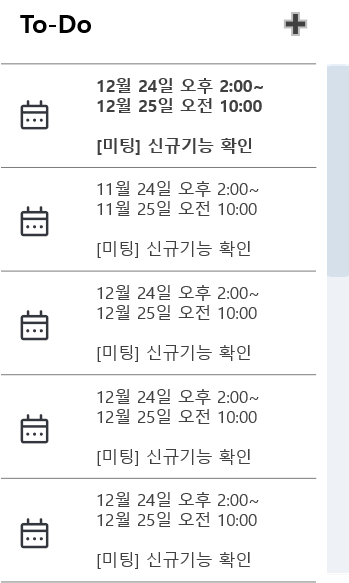 To-Do
12월 24일 오후 2:00~
12월 25일 오전 10:00
[미팅] 신규기능 확인
11월 24일 오후 2:00~
11월 25일 오전 10:00
[미팅] 신규기능 확인
12월 24일 오후 2:00~
12월 25일 오전 10:00
[미팅] 신규기능 확인
12월 24일 오후 2:00~
12월 25일 오전 10:00
[미팅] 신규기능 확인
12월 24일 오후 2:00~
12월 25일 오전 10:00
[미팅] 신규기능 확인